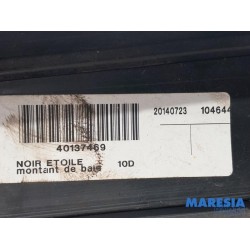 20140723 104644
40137469
NOIR ETOILE 10D
montant de baie
MARESIA